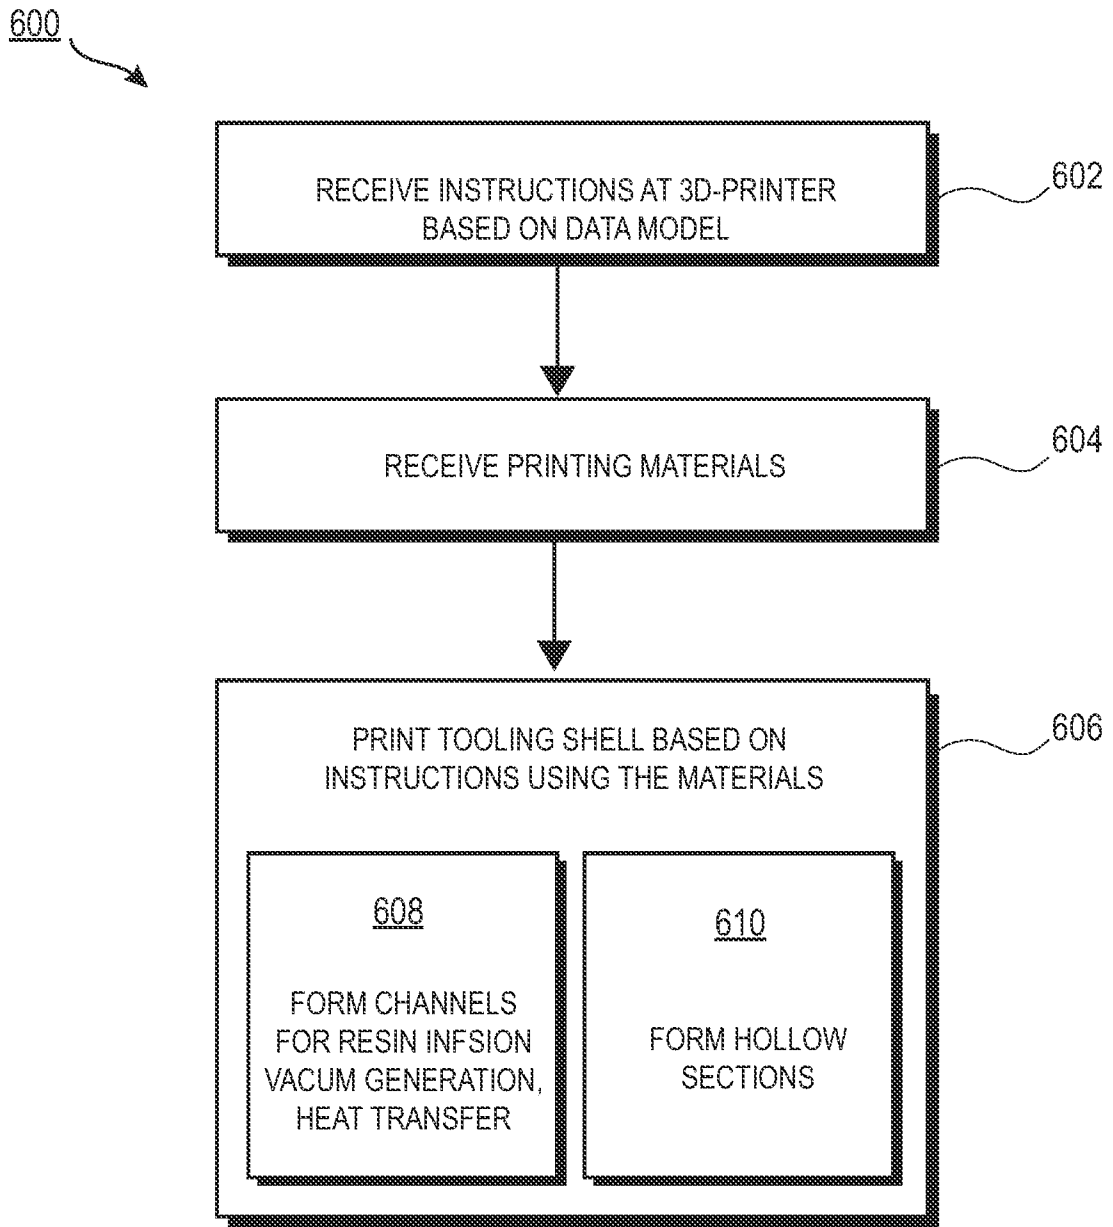 600
RECEIVE INSTRUCTIONS AT 3D-PRINTER
BASED ON DATA MODEL
602
RECEIVE PRINTING MATERIALS
604
PRINT TOOLING SHELL BASED ON
INSTRUCTIONS USING THE MATERIALS
606
608
FORM CHANNELS
FOR RESIN INFSION
VACUM GENERATION,
HEAT TRANSFER
610
FORM HOLLOW
SECTIONS